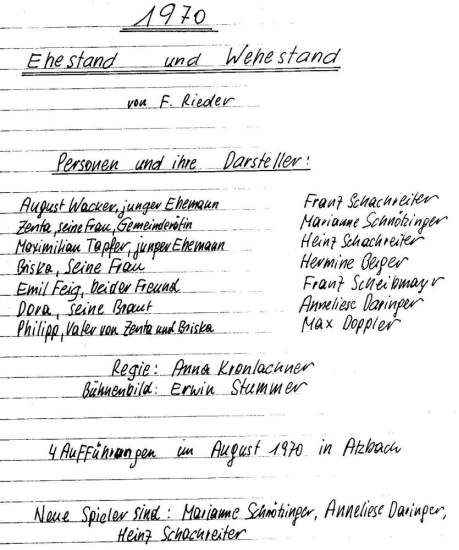 1970
Ehestand und Wehestand
von F. Rieder
Personen und ihre Darsteller:
August Wacker, junger Ehemann Franz Schachreiter
Zenta, seine Frau, Gemeinderätin Marianne Schnötzinger
Maximilian Tapfer, junger Ehemann Heinz Schachreiter
Briska, seine Frau Hermine Berger
Emil Feig, beider Freund Franz Scheibmayr
Dora, seine Braut Anneliese Daringer
Philipp, Vater von Zenta und Briska Max Doppler
Regie: Anna Kronlachner
Bühnenbild: Erwin Stummer
4 Aufführungen im August 1970 in Atzbach
Neue Spieler sind: Marianne Schnötzinger, Anneliese Daringer,
Heinz Schachreiter